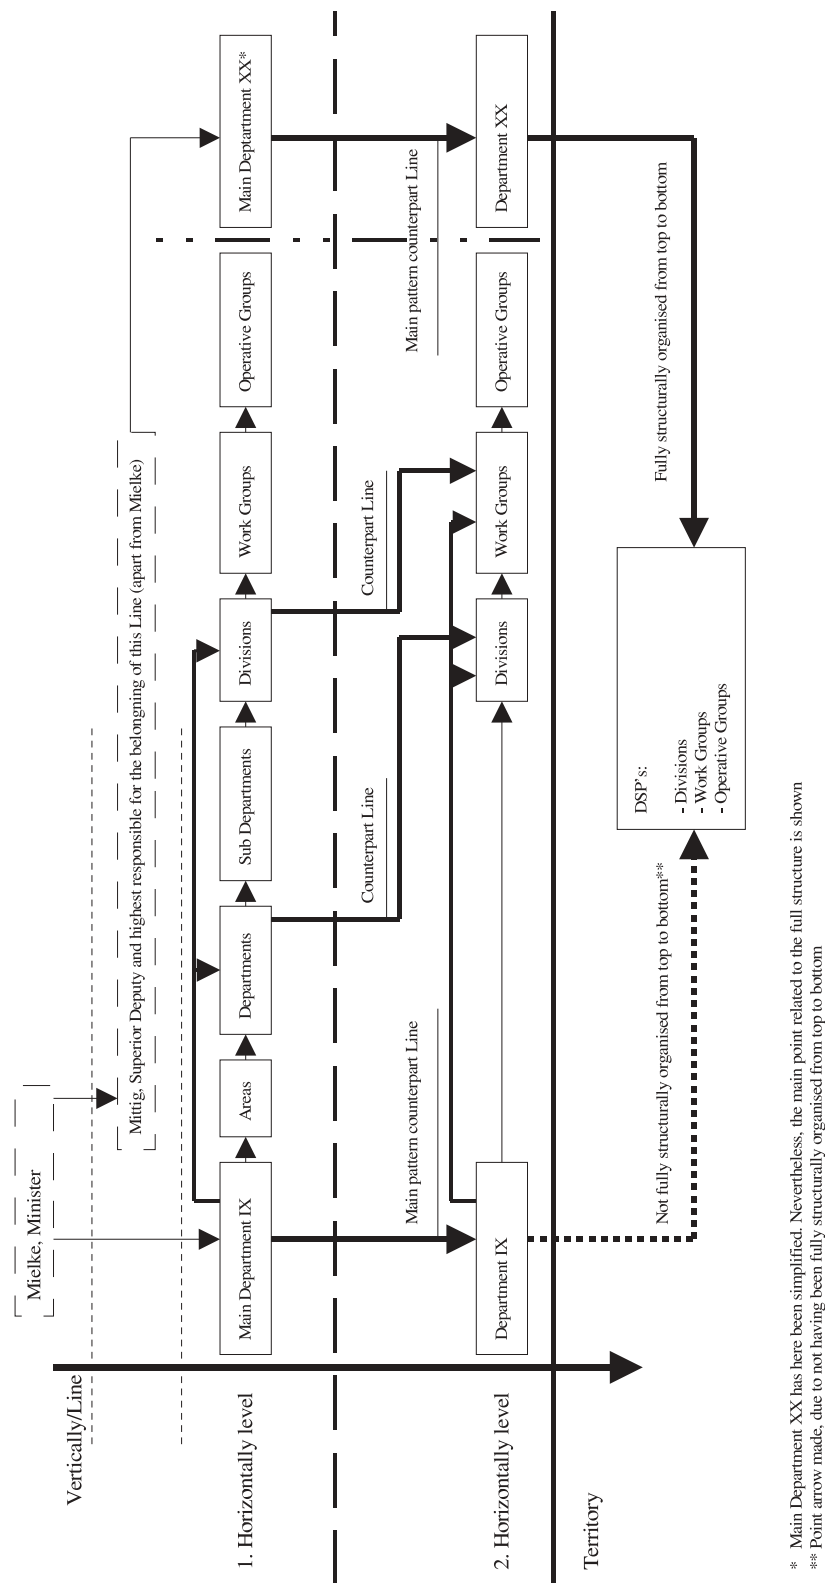 Mielke, Minister
Vertically/Line
Mittig, Superior Deputy and highest responsible for the belongning of this Line (apart from Mielke)
1. Horizontally level
Main Department IX
Areas
Departments
Sub Departments
Divisions
Work Groups
Operative Groups
Main Deptartment XX*
Main pattern counterpart Line
Counterpart Line
Counterpart Line
Main pattern counterpart Line
2. Horizontally level
Department IX
Divisions
Work Groups
Operative Groups
Department XX
Territory
Not fully structurally organised from top to bottom**
DSP's:
- Divisions
- Work Groups
- Operative Groups
Fully structurally organised from top to bottom
* Main Department XX has here been simplified. Nevertheless, the main point related to the full structure is shown
** Point arrow made, due to not having been fully structurally organised from top to bottom